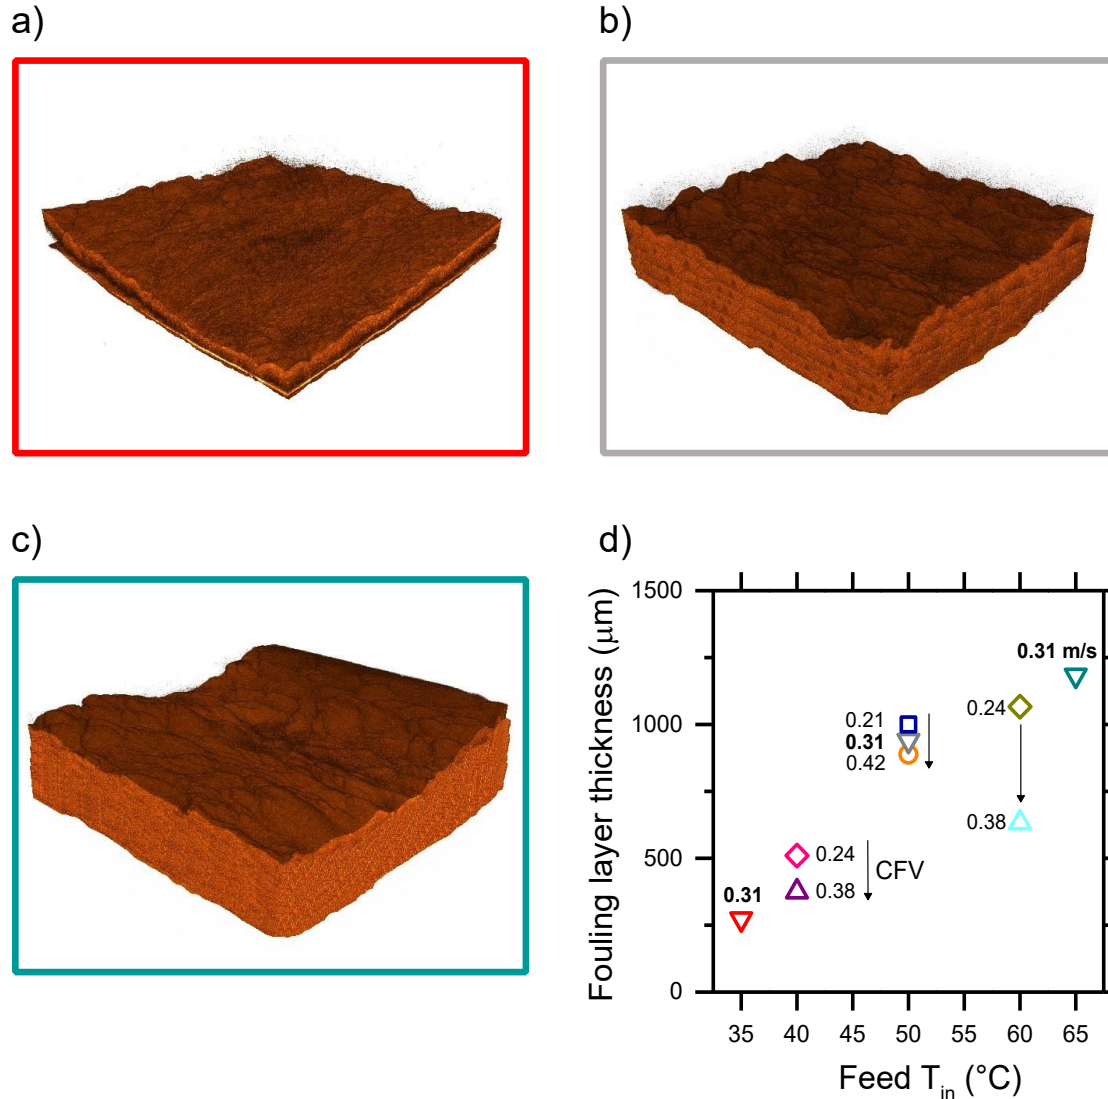 a)
b)
c)
d)
Fouling layer thickness (μm)
1500
1000
500
0
0.31 m/s
0.24
0.21
0.31
0.42
0.38
0.24
CFV
0.38
0.31
35 40 45 50 55 60 65
Feed T_in (°C)